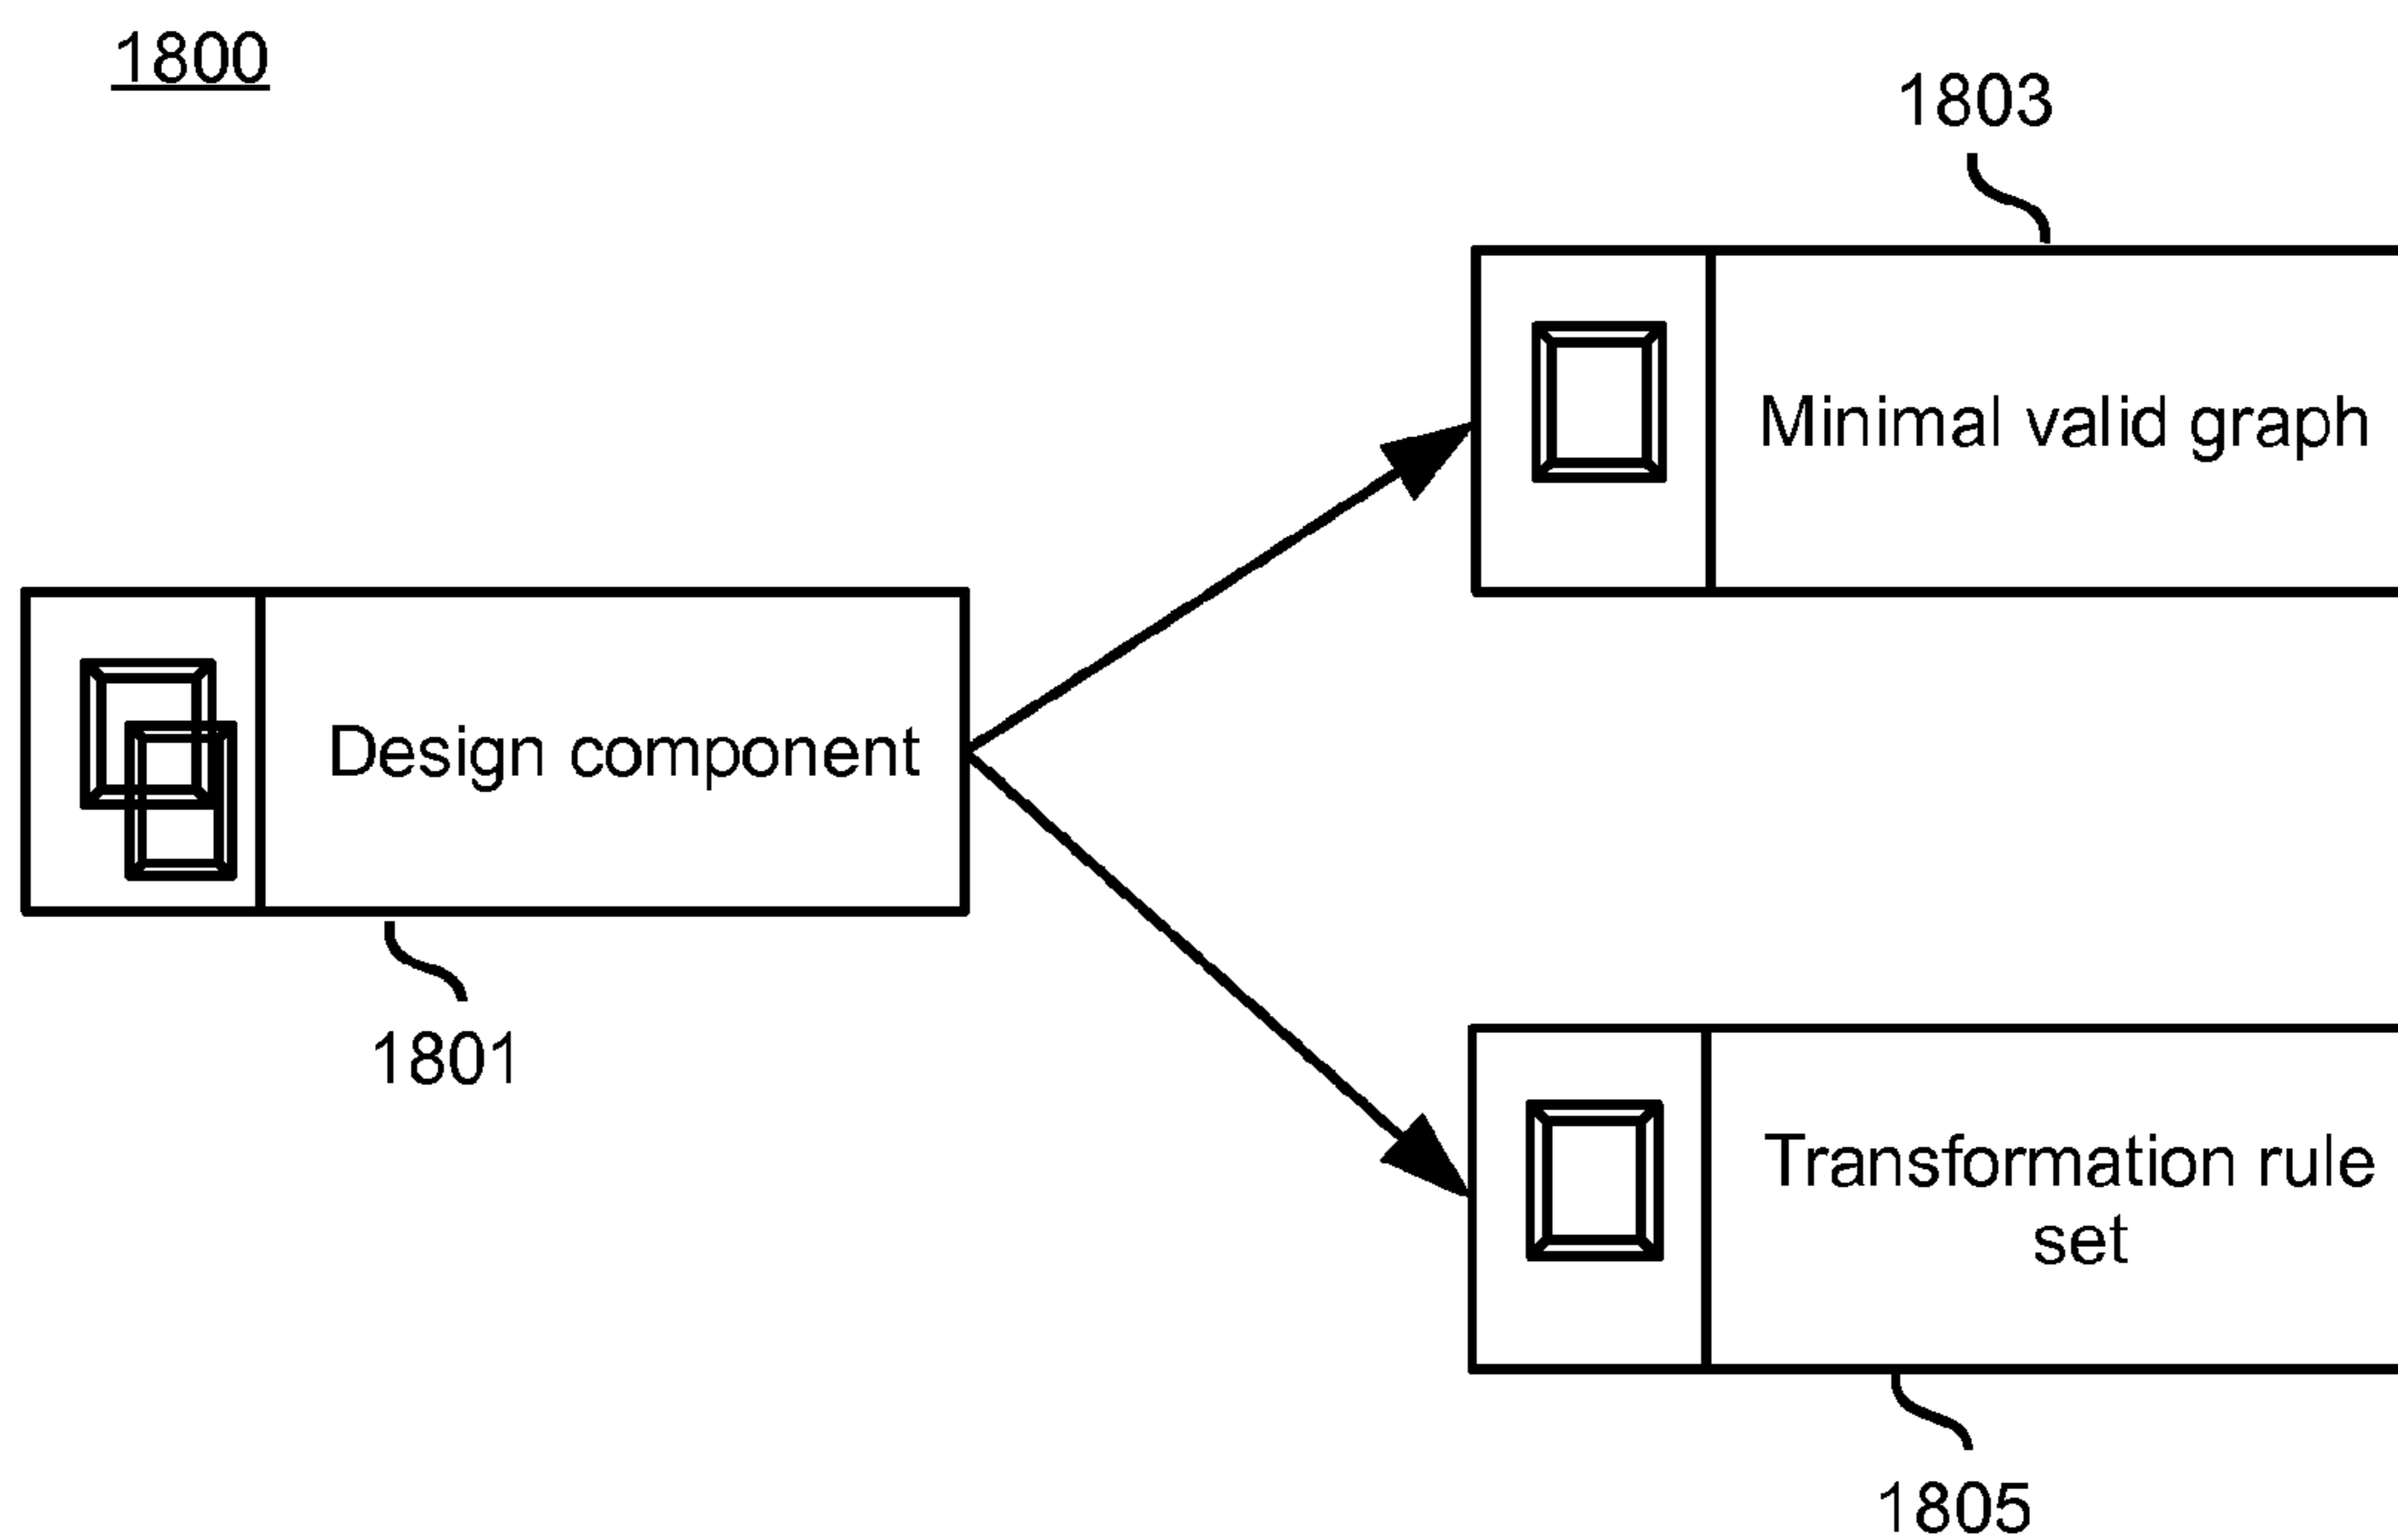 1800
1803
Minimal valid graph
Design component
1801
Transformation rule
set
1805